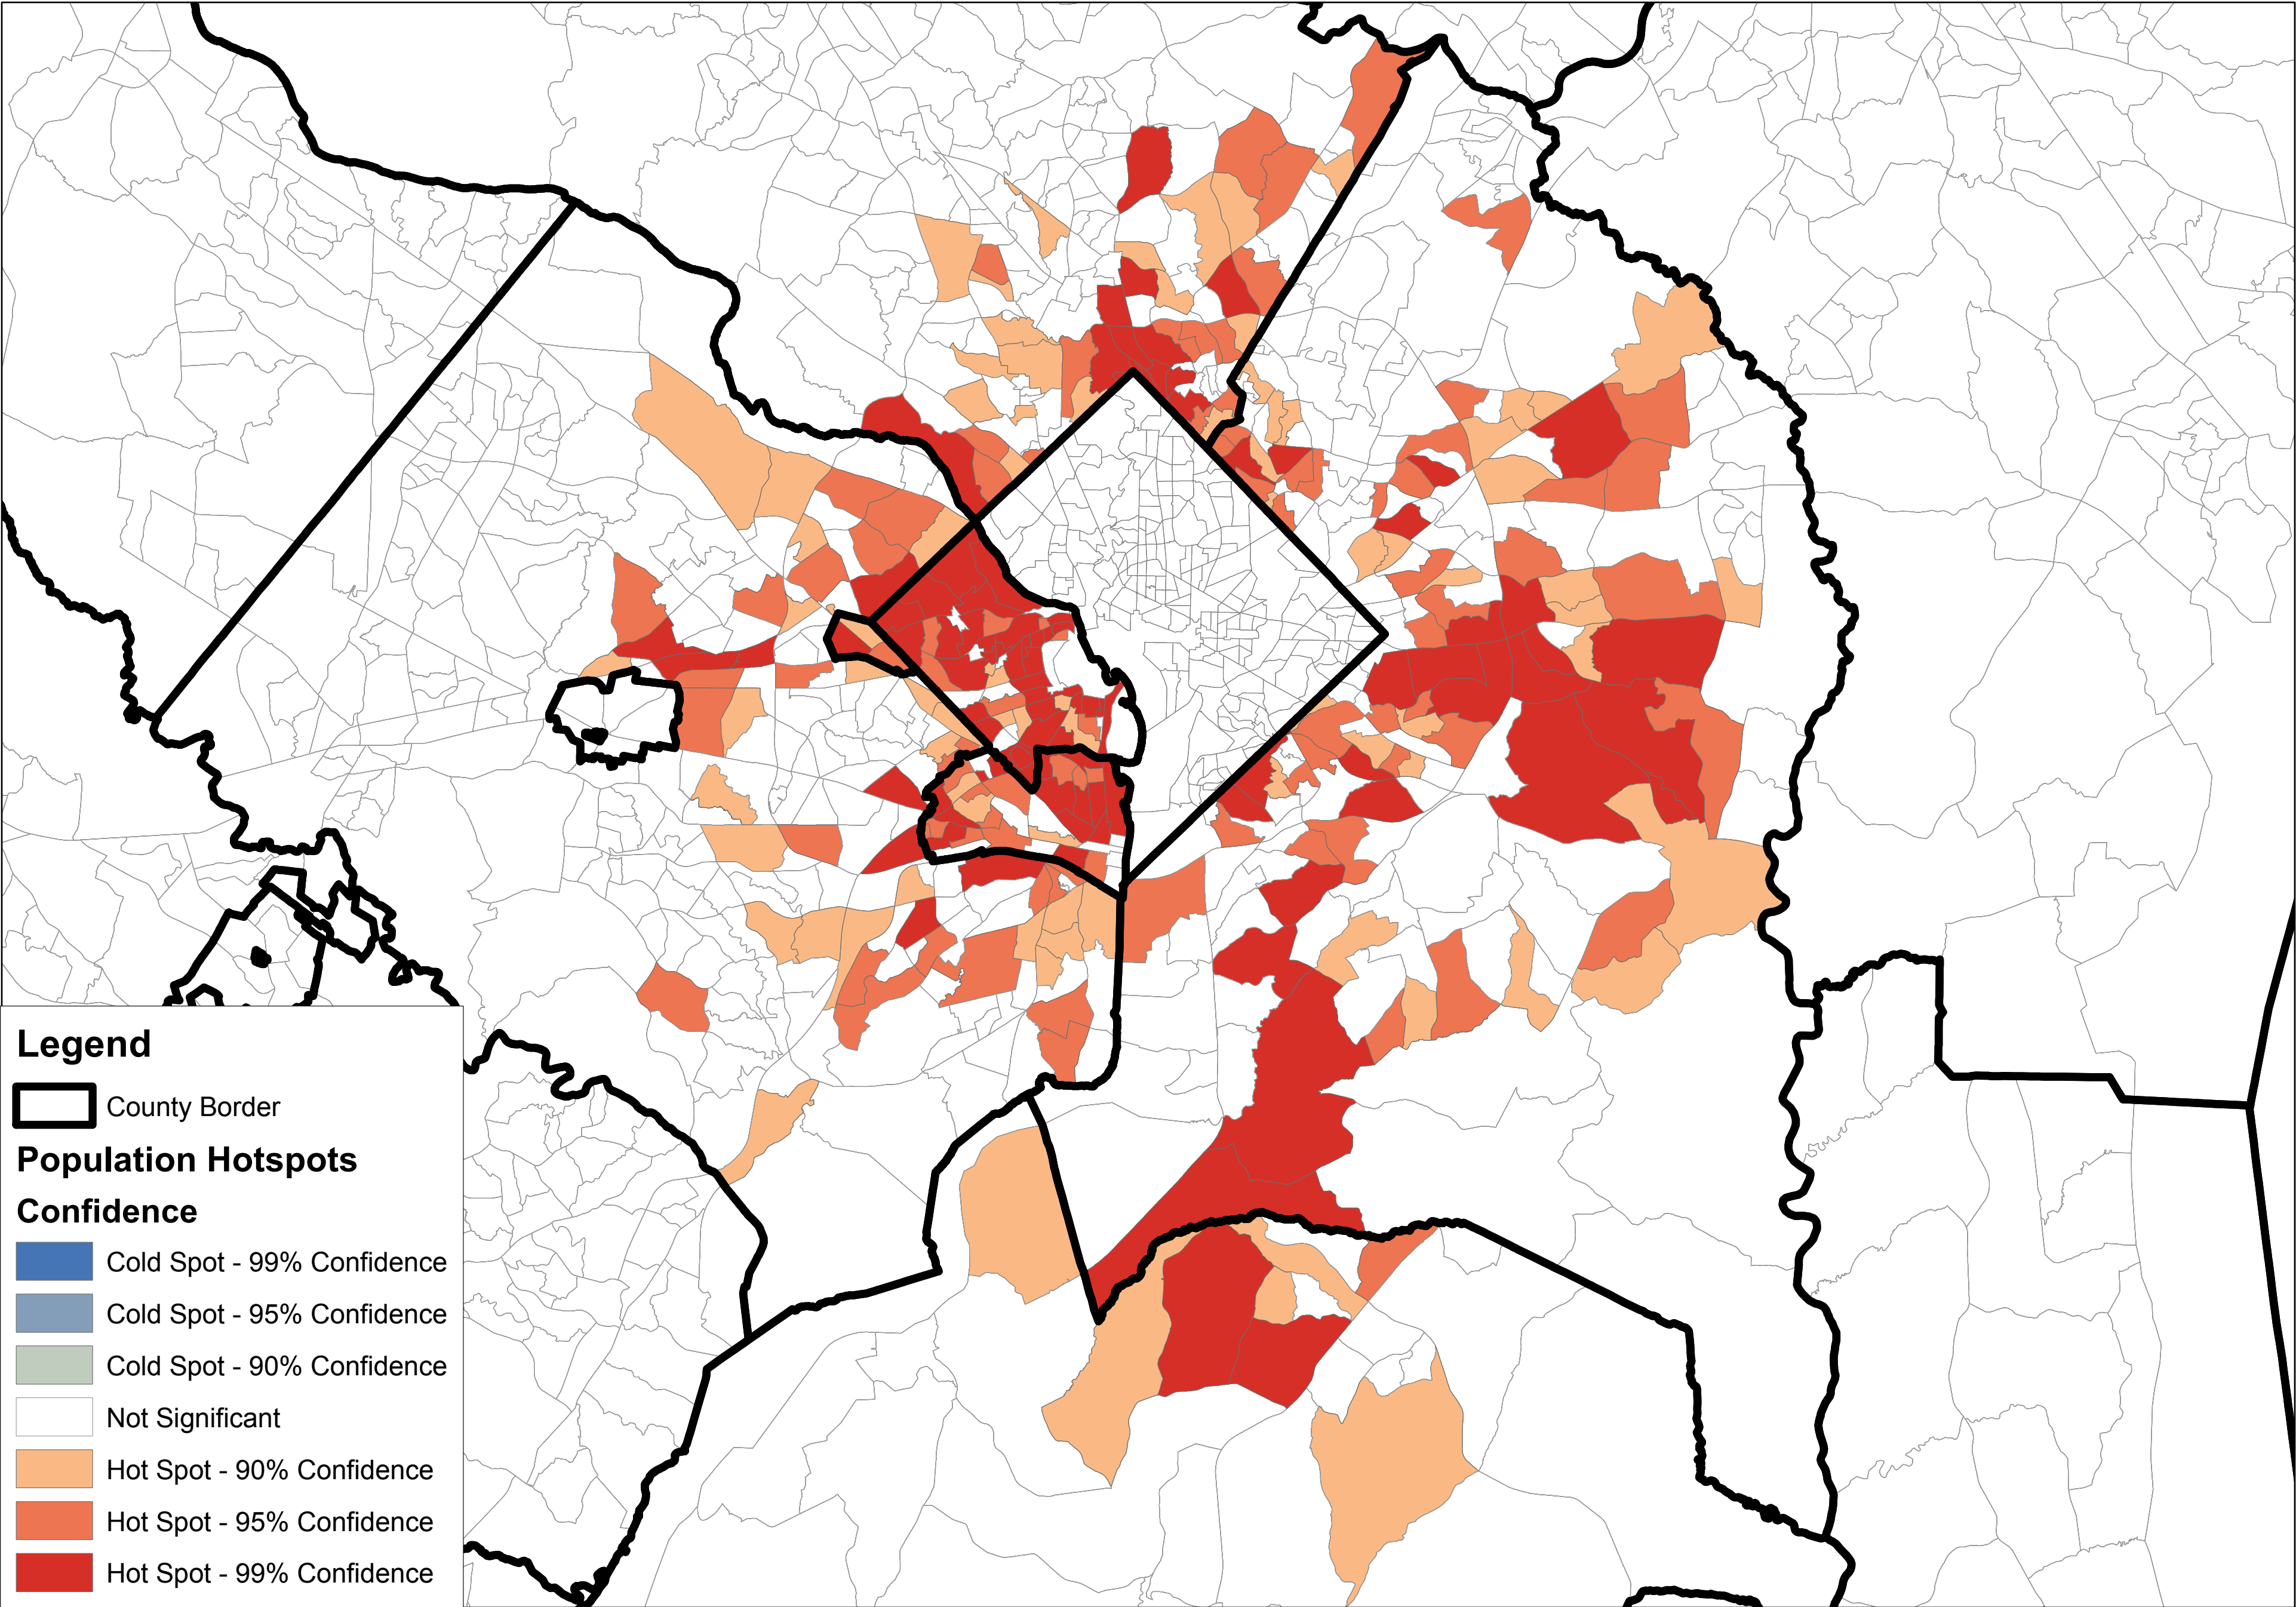 Legend
County Border
Population Hotspots
Confidence
Cold Spot - 99% Confidence
Cold Spot - 95% Confidence
Cold Spot - 90% Confidence
Not Significant
Hot Spot - 90% Confidence
Hot Spot - 95% Confidence
Hot Spot - 99% Confidence